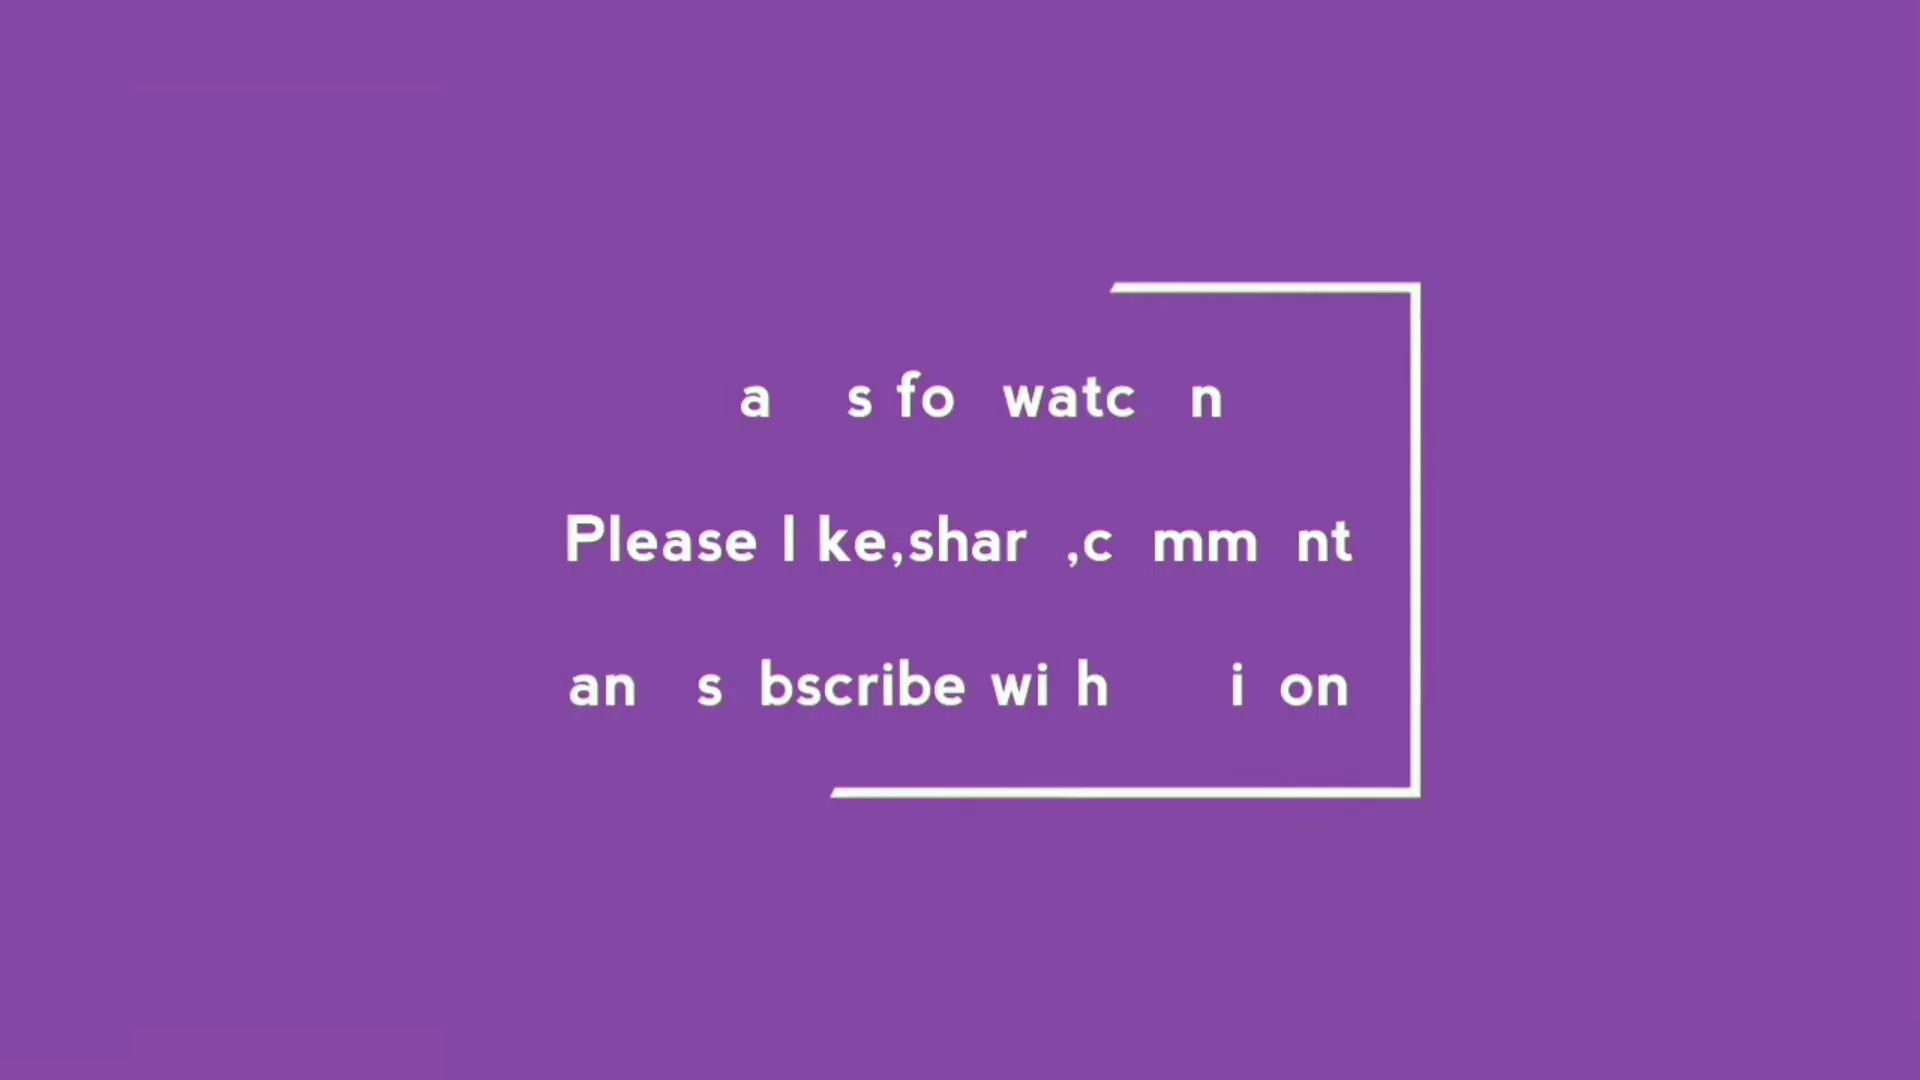 a s fo watc n
Please l ke,shar ,c mm nt
an s bscribe wi h i on